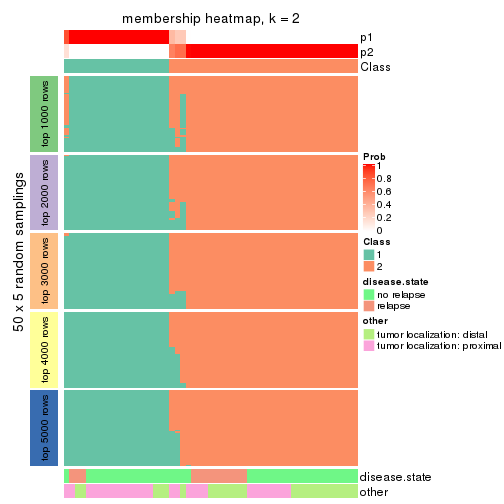 membership heatmap, k = 2
p1
p2
Class
50 x 5 random samplings
top 1000 rows
top 2000 rows
top 3000 rows
top 4000 rows
top 5000 rows
disease.state
other
Prob
1
0.8
0.6
0.4
0.2
0
Class
1
2
disease.state
no relapse
relapse
other
tumor localization: distal
tumor localization: proximal